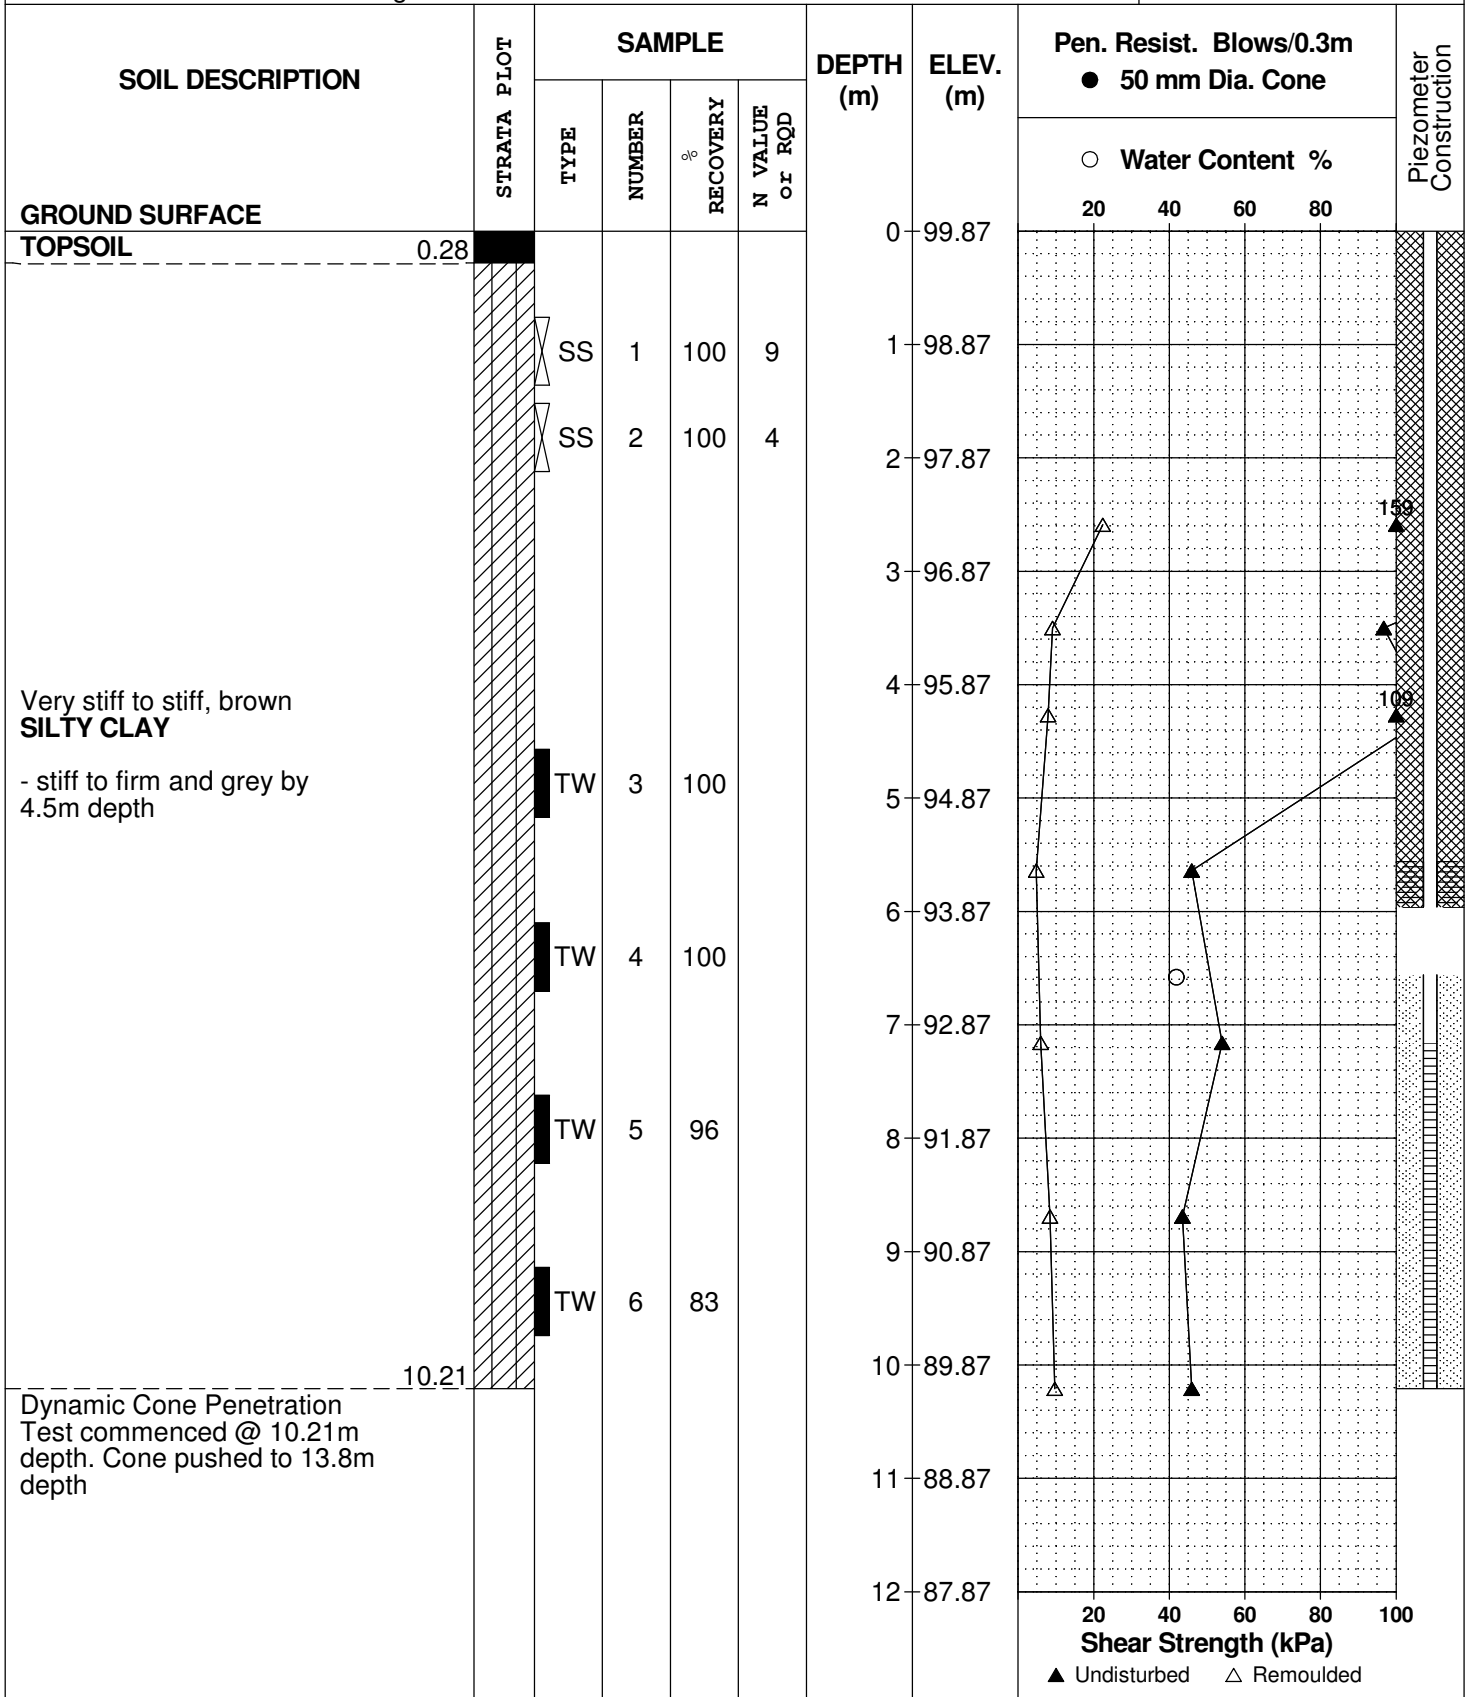 SOIL DESCRIPTION
GROUND SURFACE
STRATA PLOT
SAMPLE
TYPE
NUMBER
% RECOVERY
N VALUE or RQD
DEPTH (m)
ELEV. (m)
Pen. Resist. Blows/0.3m
● 50 mm Dia. Cone
○ Water Content %
20 40 60 80
Piezometer Construction
TOPSOIL 0.28
0 99.87
SS 1 100 9
1 98.87
SS 2 100 4
2 97.87
159
3 96.87
4 95.87
109
Very stiff to stiff, brown
SILTY CLAY
- stiff to firm and grey by
4.5m depth
TW 3 100
5 94.87
6 93.87
TW 4 100
7 92.87
TW 5 96
8 91.87
9 90.87
TW 6 83
10 89.87
10.21
Dynamic Cone Penetration
Test commenced @ 10.21m
depth. Cone pushed to 13.8m
depth
11 88.87
12 87.87
20 40 60 80 100
Shear Strength (kPa)
▲ Undisturbed △ Remoulded